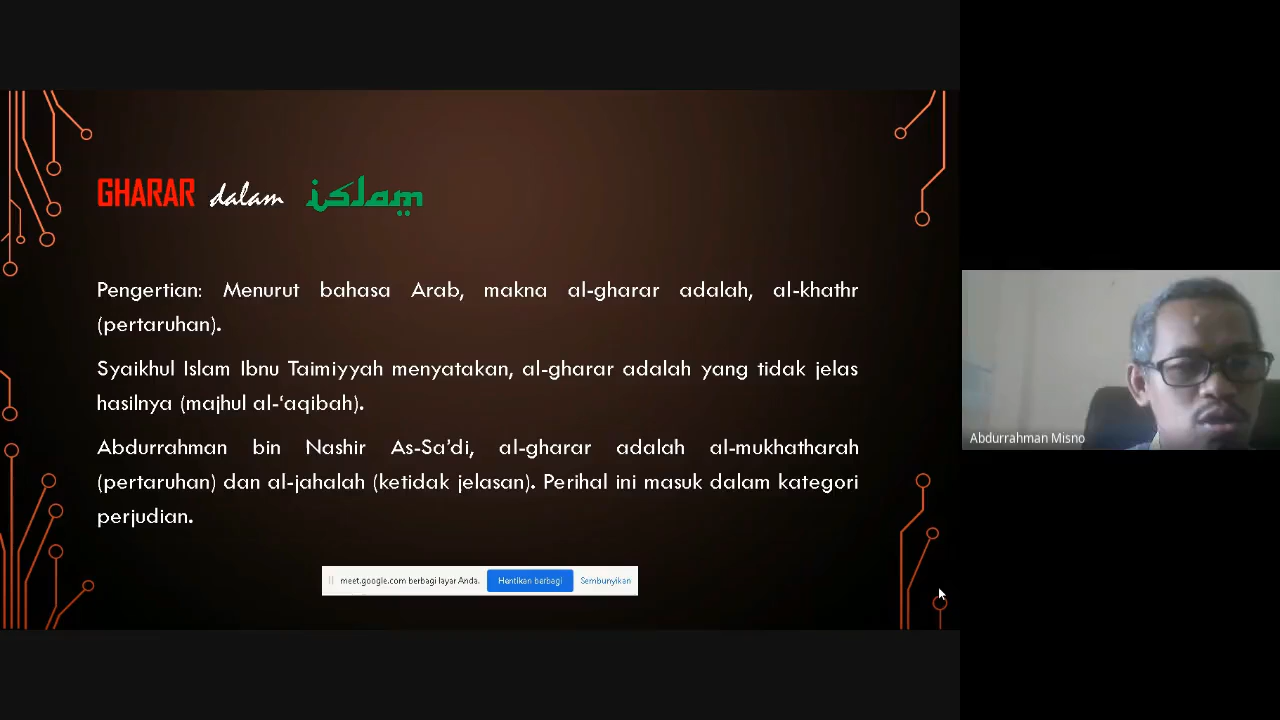 GHARAR dalam islam
Pengertian: Menurut bahasa Arab, makna al-gharar adalah, al-khathr
(pertaruhan).
Syaikhul Islam Ibnu Taimiyyah menyatakan, al-gharar adalah yang tidak jelas
hasilnya (majhul al-‘aqibah).
Abdurrahman bin Nashir As-Sa’di, al-gharar adalah al-mukhatharah
(pertaruhan) dan al-jahalah (ketidak jelasan). Perihal ini masuk dalam kategori
perjudian.
meet.google.com berbagi layar Anda. Hentikan berbagi Sembunyikan
Abdurrahman Misno